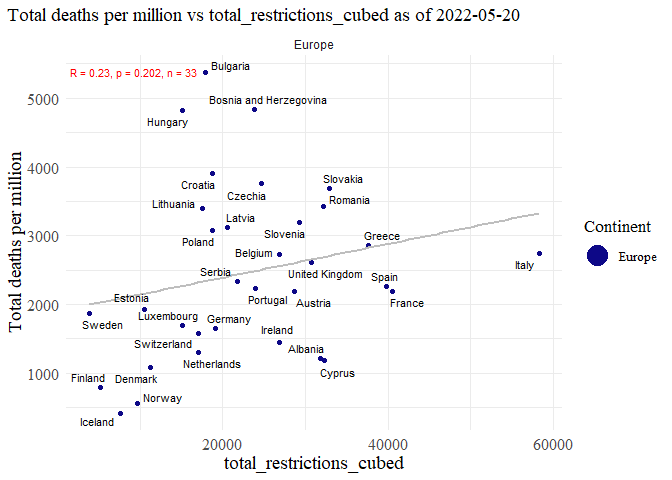 Total deaths per million vs total_restrictions_cubed as of 2022-05-20
Europe
R = 0.23, p = 0.202, n = 33
Bulgaria
Bosnia and Herzegovina
Hungary
Croatia
Czechia
Slovakia
Lithuania
Romania
Latvia
Poland
Slovenia
Greece
Belgium
Italy
Serbia
United Kingdom
Spain
Estonia
Portugal
Austria
France
Sweden
Luxembourg
Germany
Switzerland
Ireland
Netherlands
Albania
Finland
Denmark
Cyprus
Norway
Iceland
5000
4000
3000
2000
1000
Total deaths per million
20000
40000
60000
total_restrictions_cubed
Continent
Europe